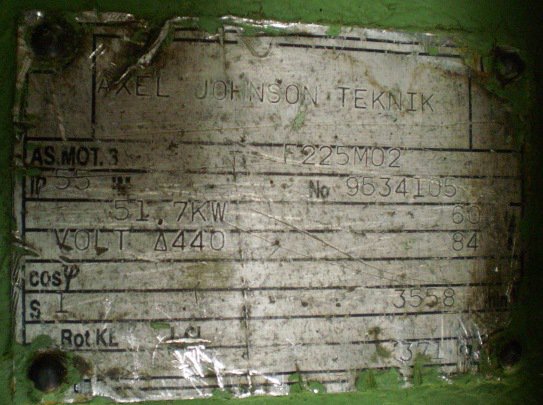 AXEL JOHNSON TEKNIK
AS.MOT. 3 F225M02
IP 55 No 9634105
51.7KW 60
VOLT Δ440 84
cosφ
S 1 3558
Rot.KL
371